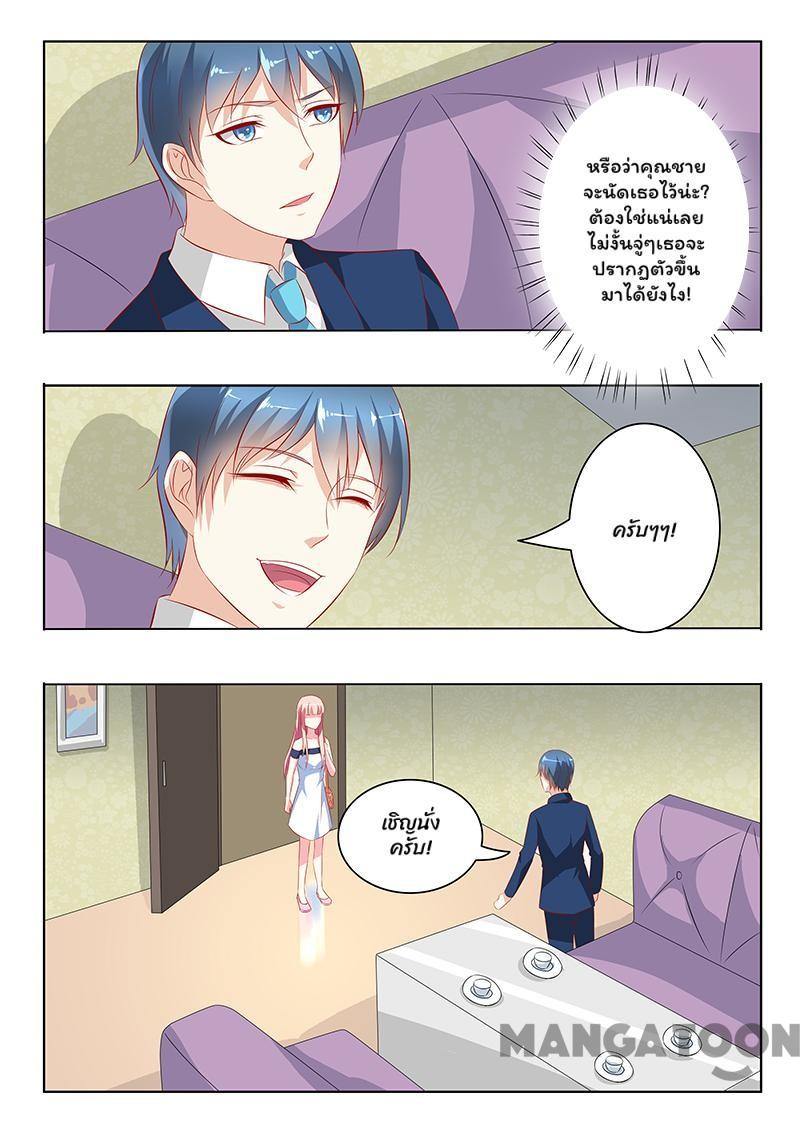 หรือว่าคุณชาย
จะนัดเธอไว้น่ะ?
ต้องใช่แน่เลย
ไม่งั้นจู่ๆเธอจะ
ปรากฏตัวขึ้น
มาได้ยังไง!
ครับๆๆ!
เชิญนั่ง
ครับ!
MANGATOON